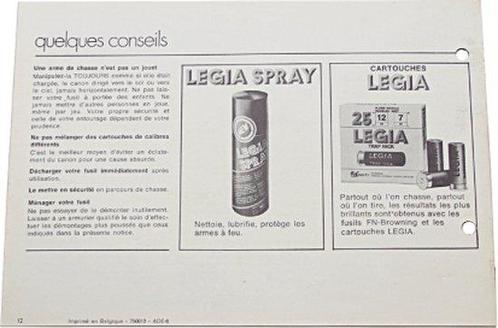 quelques conseils
Une arme de chasse n'est pas un jouet
Manipulez-la TOUJOURS comme si elle était
chargée, le canon dirigé vers le sol ou vers
le ciel, jamais horizontalement. Ne pas lais-
ser votre fusil à portée des enfants. Ne
jamais mettre d'autres personnes en joue,
même par jeu. Votre propre sécurité et
celle de votre entourage dépendent de votre
prudence.
Ne pas mélanger des cartouches de calibres
différents
C'est le meilleur moyen d'éviter un éclate-
ment du canon pour une cause absurde.
Décharger votre fusil immédiatement après
utilisation.
Le mettre en sécurité en parcours de chasse.
Ménager votre fusil
Ne pas essayer de le démonter inutilement.
Laisser à un armurier qualifié le soin d'effec-
tuer les démontages plus poussés que ceux
indiqués dans la présente notice.
LEGIA SPRAY
LEGIA
SPRAY
Nettoie, lubrifie, protège les
armes à feu.
CARTOUCHES
LEGIA
25 12 7
LEGIA
TRAP
LEGIA
Partout où l'on chasse, partout
où l'on tire, les résultats les plus
brillants sont obtenus avec les
fusils FN-Browning et les
cartouches LEGIA.
12
Imprimé en Belgique